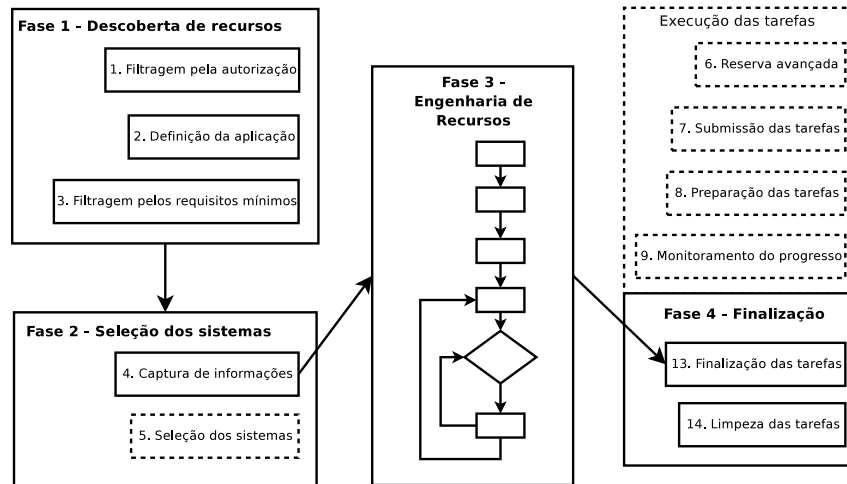 Fase 1 - Descoberta de recursos
1. Filtragem pela autorização
2. Definição da aplicação
3. Filtragem pelos requisitos mínimos
Fase 2 - Seleção dos sistemas
4. Captura de informações
5. Seleção dos sistemas
Fase 3 -
Engenharia de
Recursos
Execução das tarefas
6. Reserva avançada
7. Submissão das tarefas
8. Preparação das tarefas
9. Monitoramento do progresso
Fase 4 - Finalização
13. Finalização das tarefas
14. Limpeza das tarefas